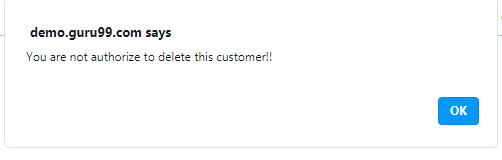 demo.guru99.com says
You are not authorize to delete this customer!!
OK